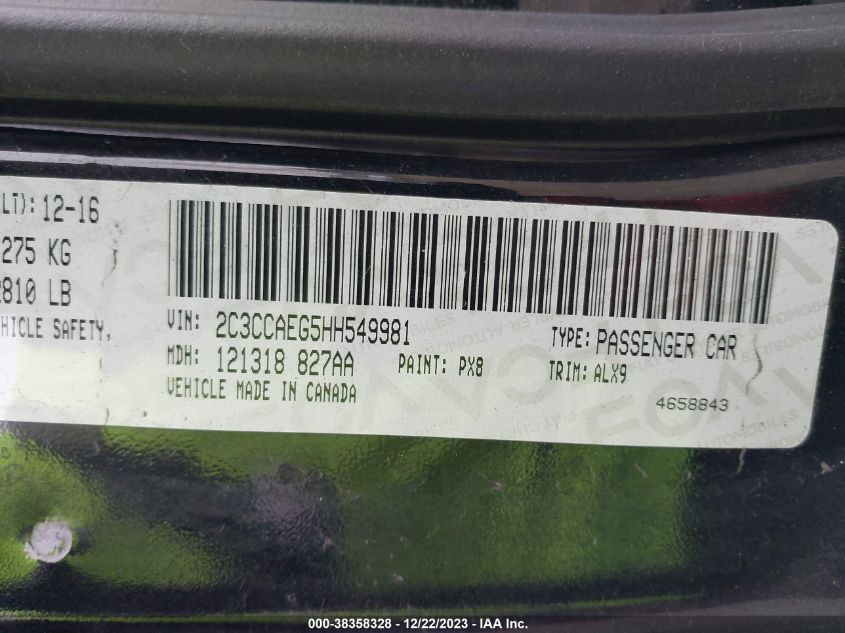 LT): 12-16
275 KG
810 LB
HICLE SAFETY,
VIN: 2C3CCAEG5HH549981
TYPE: PASSENGER CAR
MDH: 121318 827AA
PAINT: PX8
TRIM: ALX9
VEHICLE MADE IN CANADA
4658843
000-38358328 - 12/22/2023 - IAA Inc.